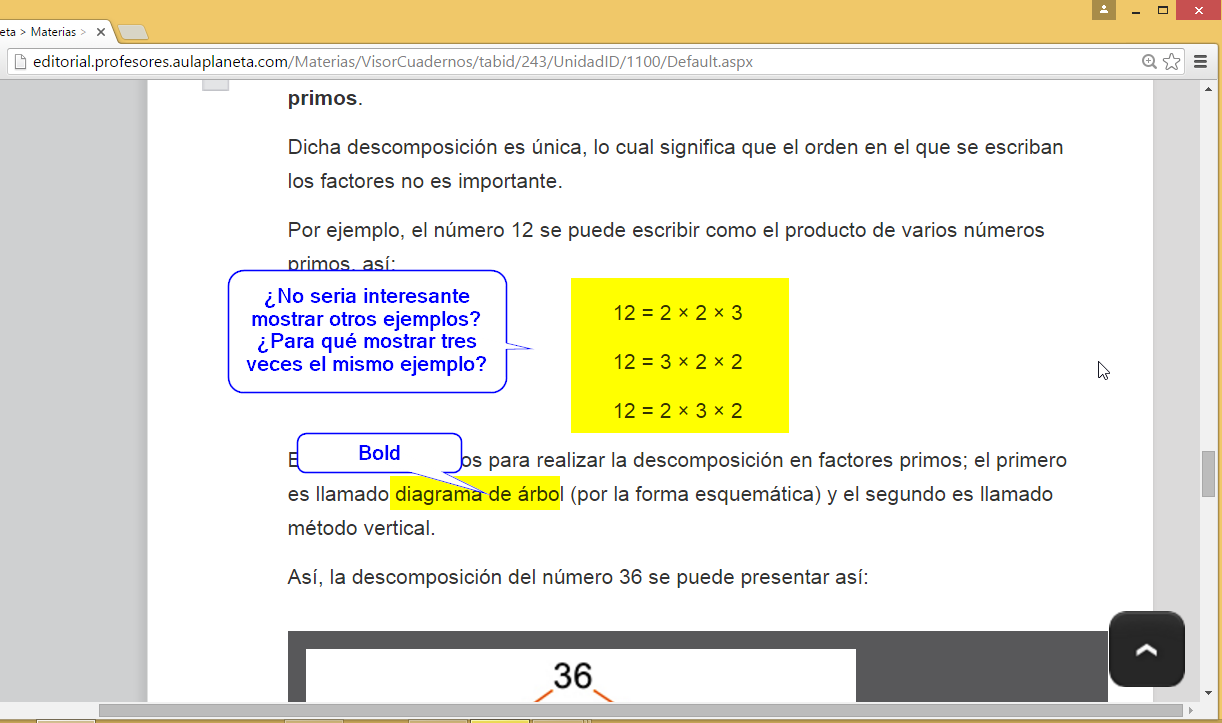 eta > Materias >
editorial.profesores.aulaplaneta.com/Materias/VisorCuadernos/tabid/243/UnidadID/1100/Default.aspx
primos.
Dicha descomposición es única, lo cual significa que el orden en el que se escriban
los factores no es importante.
Por ejemplo, el número 12 se puede escribir como el producto de varios números
primos, así:
¿No seria interesante
mostrar otros ejemplos?
¿Para qué mostrar tres
veces el mismo ejemplo?
12 = 2 × 2 × 3
12 = 3 × 2 × 2
12 = 2 × 3 × 2
Bold
E os para realizar la descomposición en factores primos; el primero
es llamado diagrama de árbol (por la forma esquemática) y el segundo es llamado
método vertical.
Así, la descomposición del número 36 se puede presentar así:
36